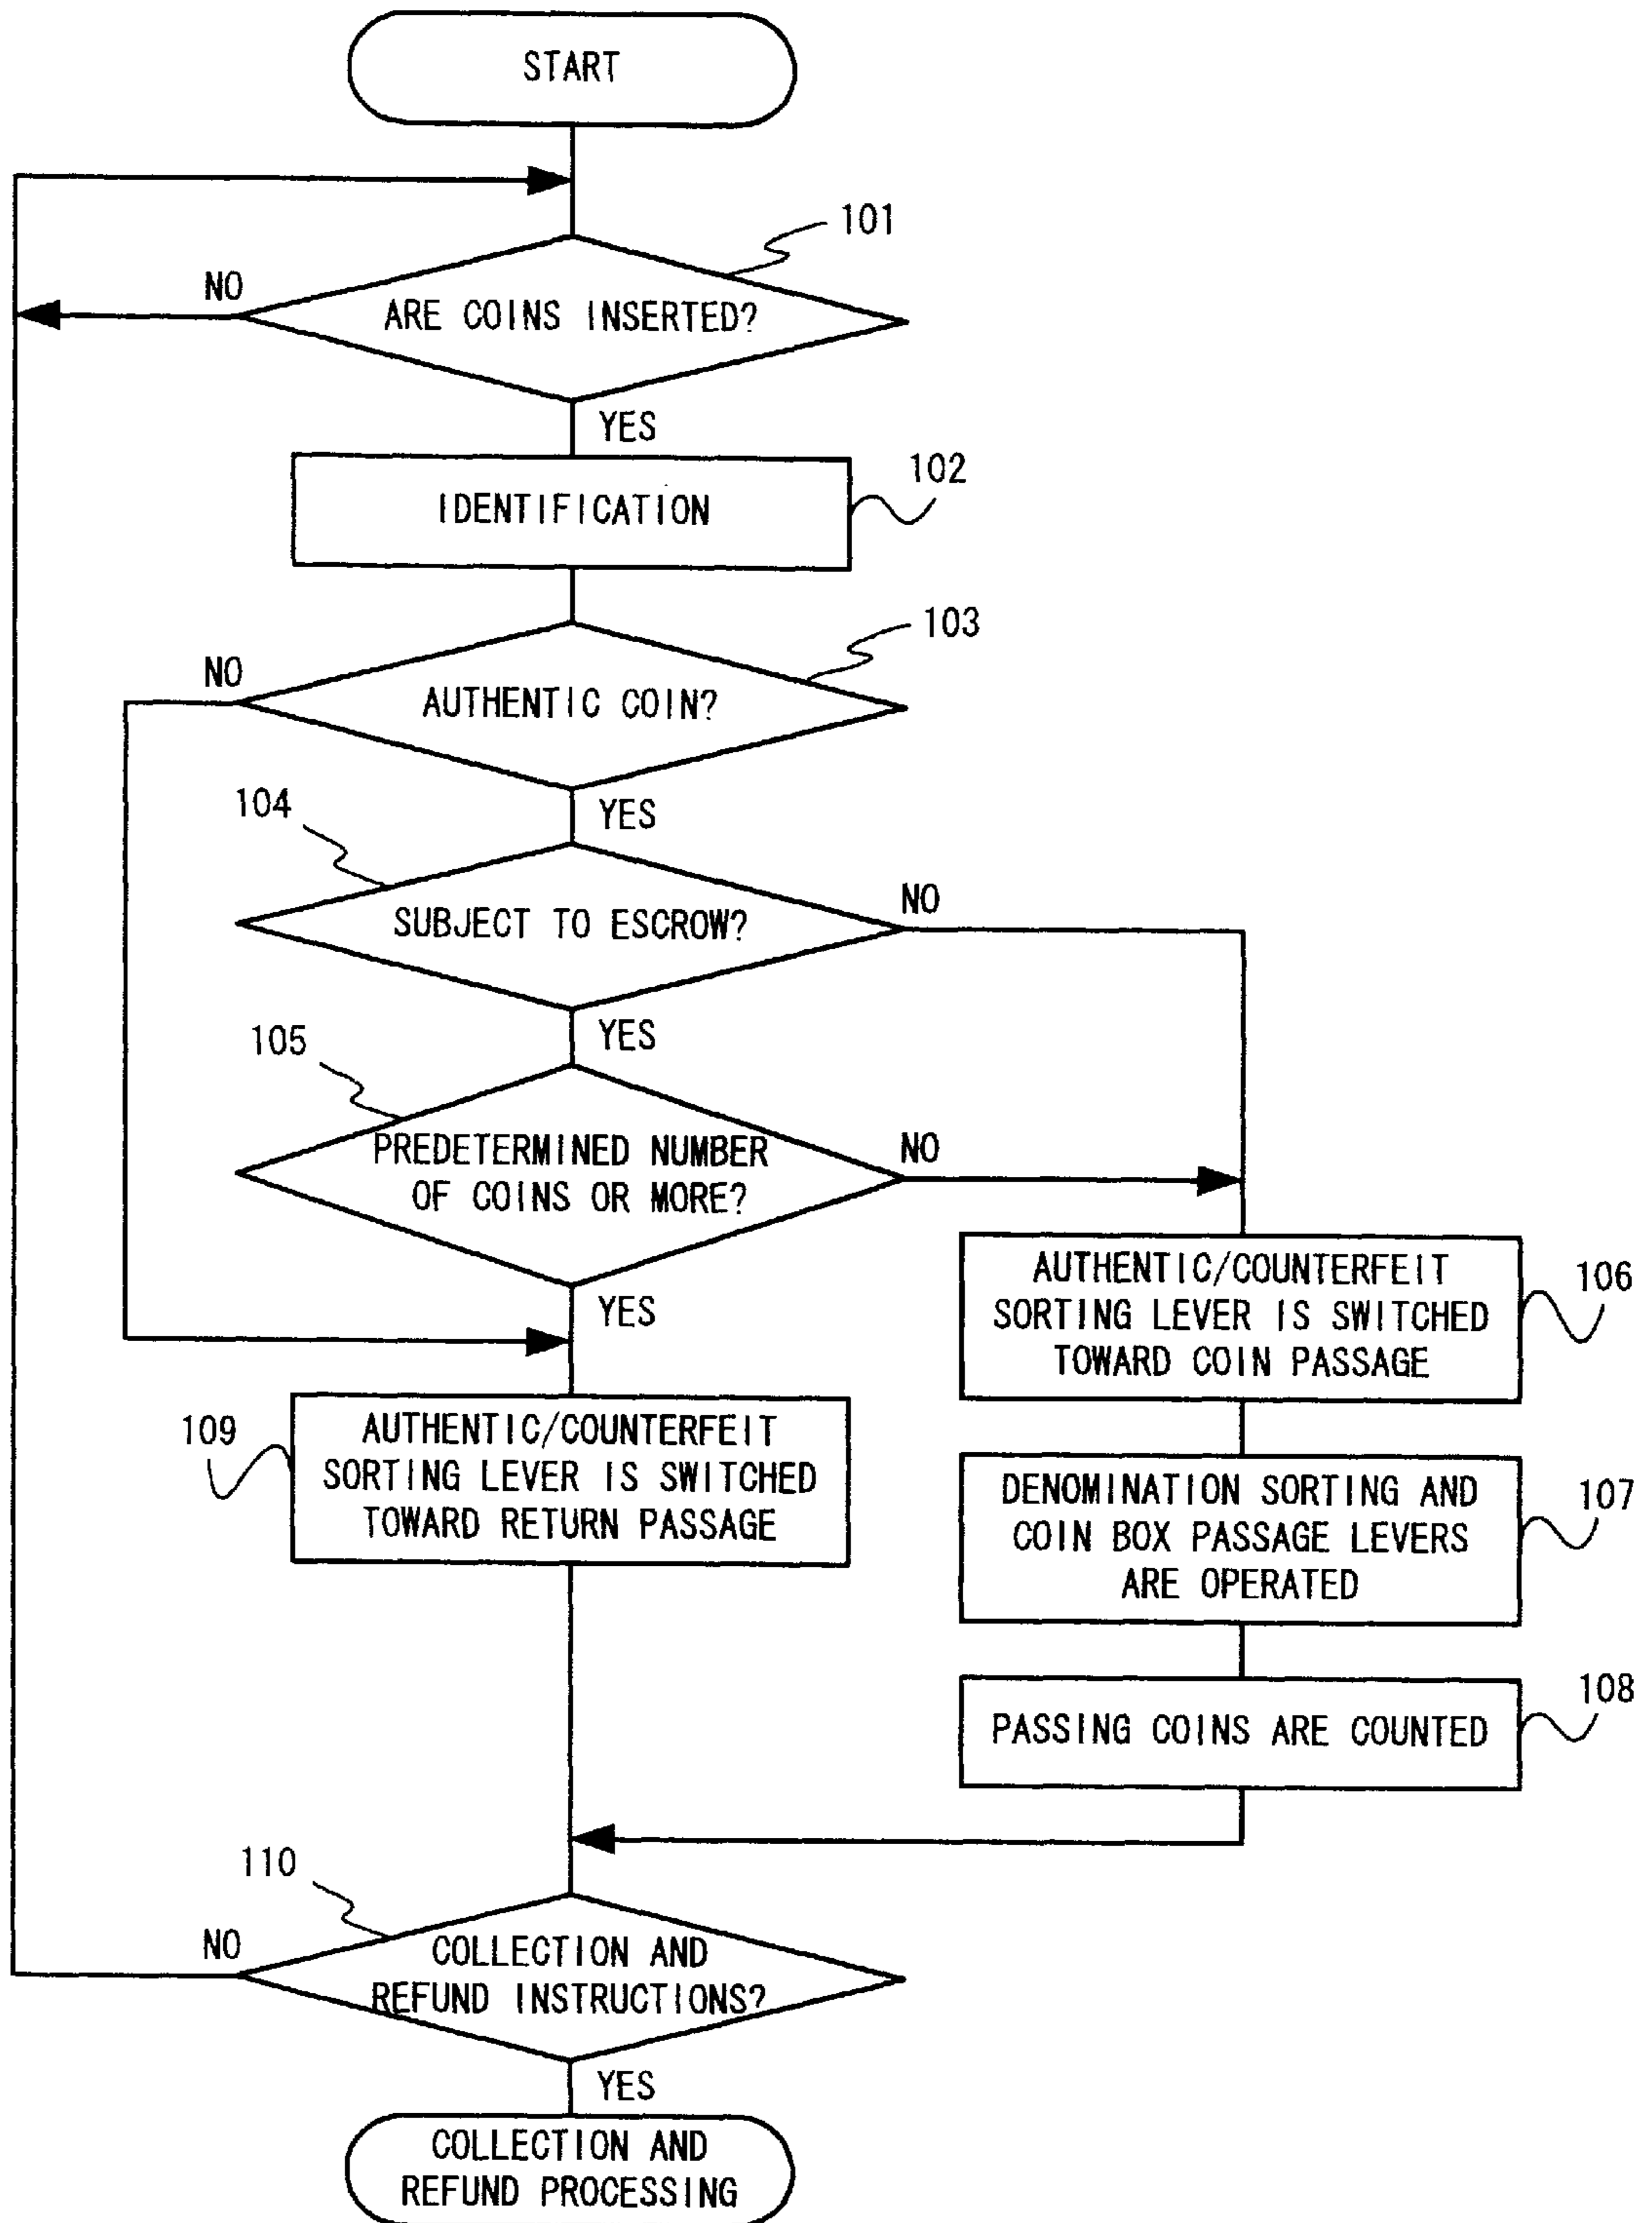 START
101
NO
ARE COINS INSERTED?
YES
102
IDENTIFICATION
103
NO
AUTHENTIC COIN?
104
YES
NO
SUBJECT TO ESCROW?
105
YES
NO
PREDETERMINED NUMBER
OF COINS OR MORE?
YES
106
AUTHENTIC/COUNTERFEIT
SORTING LEVER IS SWITCHED
TOWARD COIN PASSAGE
109
AUTHENTIC/COUNTERFEIT
SORTING LEVER IS SWITCHED
TOWARD RETURN PASSAGE
107
DENOMINATION SORTING AND
COIN BOX PASSAGE LEVERS
ARE OPERATED
108
PASSING COINS ARE COUNTED
110
NO
COLLECTION AND
REFUND INSTRUCTIONS?
YES
COLLECTION AND
REFUND PROCESSING